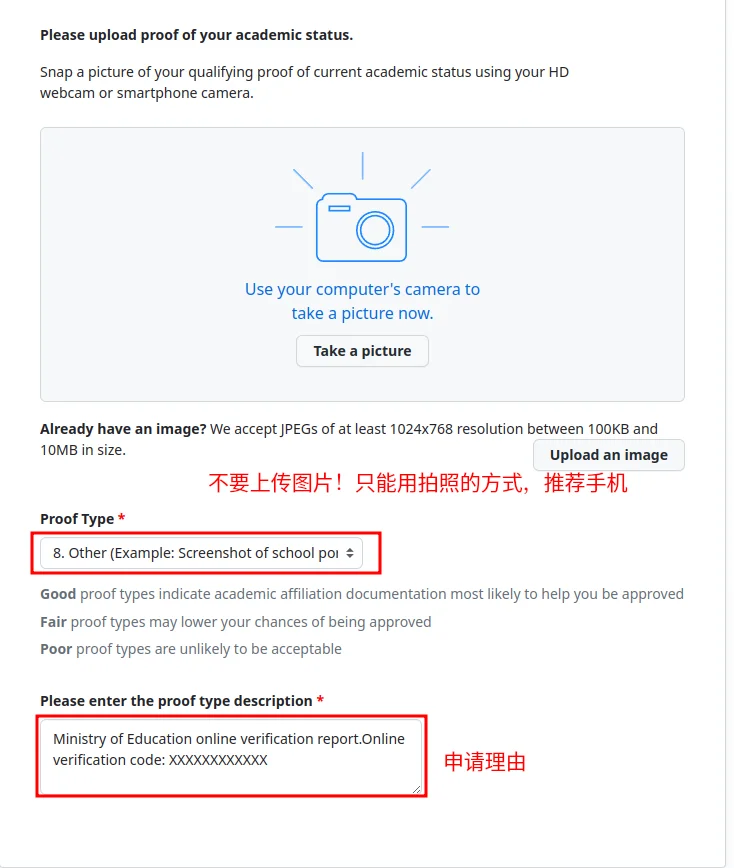 Please upload proof of your academic status.
Snap a picture of your qualifying proof of current academic status using your HD
webcam or smartphone camera.
Use your computer's camera to
take a picture now.
Take a picture
Already have an image? We accept JPEGs of at least 1024x768 resolution between 100KB and
10MB in size.
Upload an image
不要上传图片！只能用拍照的方式，推荐手机
Proof Type *
8. Other (Example: Screenshot of school por
Good proof types indicate academic affiliation documentation most likely to help you be approved
Fair proof types may lower your chances of being approved
Poor proof types are unlikely to be acceptable
Please enter the proof type description *
Ministry of Education online verification report.Online
verification code: XXXXXXXXXXXX
申请理由